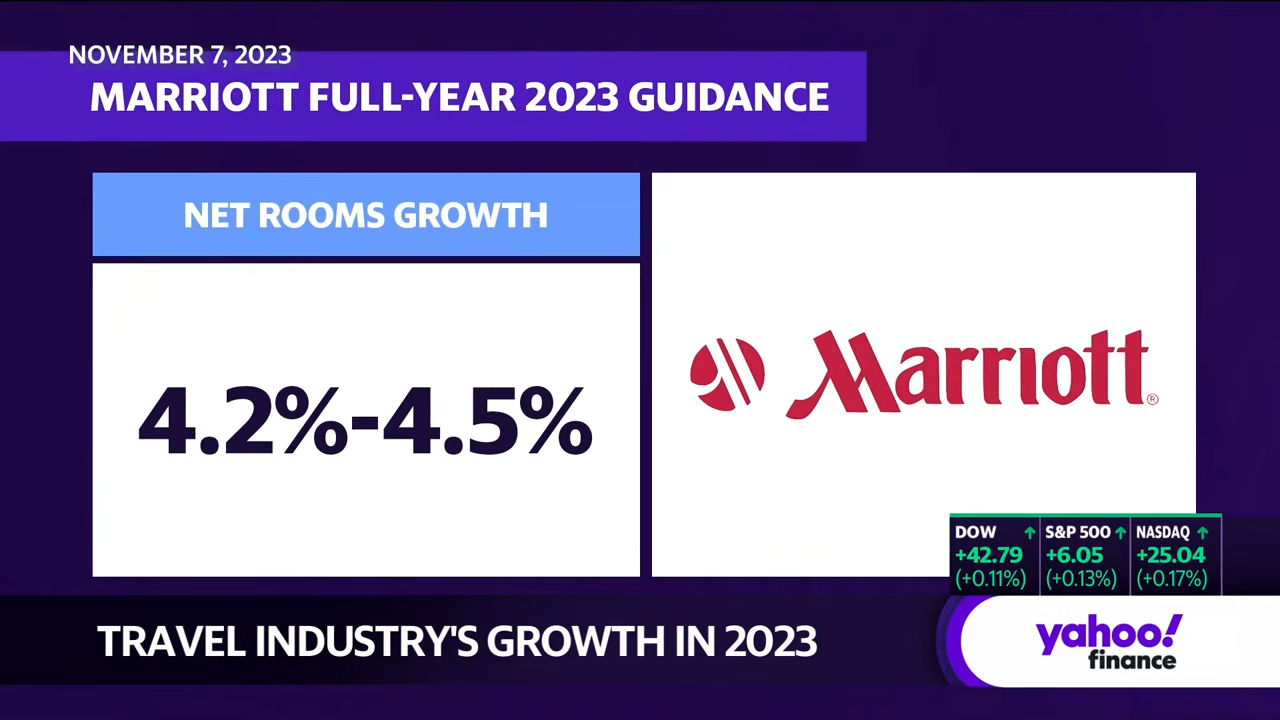 NOVEMBER 7, 2023
MARRIOTT FULL-YEAR 2023 GUIDANCE
NET ROOMS GROWTH
4.2%-4.5%
Marriott®
DOW ↑ S&P 500 ↑ NASDAQ ↑
+42.79 +6.05 +25.04
(+0.11%) (+0.13%) (+0.17%)
TRAVEL INDUSTRY'S GROWTH IN 2023
yahoo!
finance